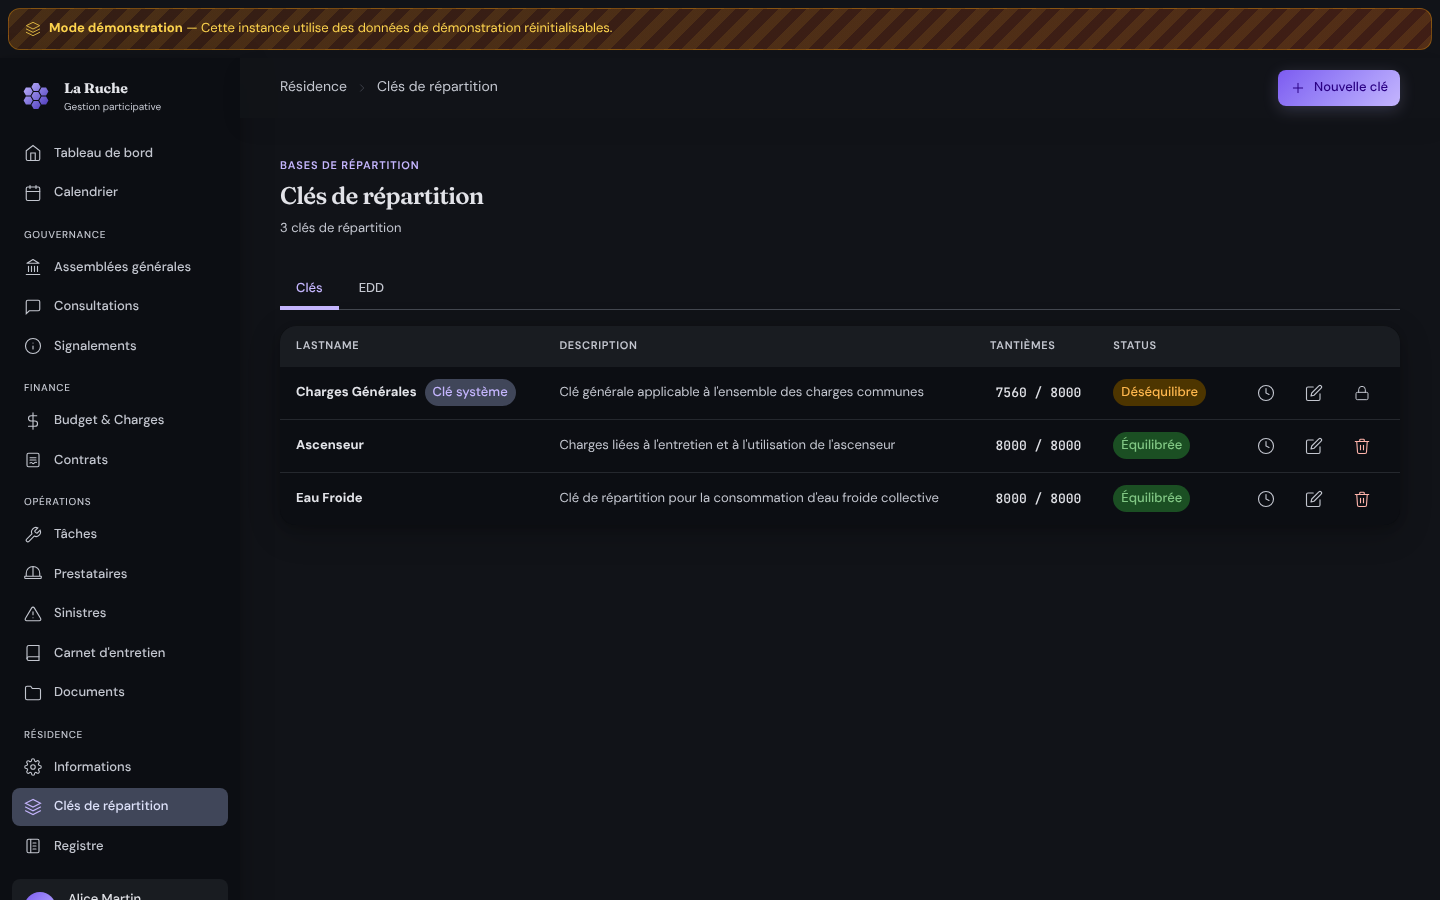 Mode démonstration — Cette instance utilise des données de démonstration réinitialisables.
La Ruche
Gestion participative
Résidence
Clés de répartition
Nouvelle clé
Tableau de bord
Calendrier
GOUVERNANCE
Assemblées générales
Consultations
Signalements
FINANCE
Budget & Charges
Contrats
OPÉRATIONS
Tâches
Prestataires
Sinistres
Carnet d'entretien
Documents
RÉSIDENCE
Informations
Clés de répartition
Registre
Alice Martin
BASES DE RÉPARTITION
Clés de répartition
3 clés de répartition
Clés EDD
LASTNAME DESCRIPTION TANTIÈMES STATUS
Charges Générales Clé système Clé générale applicable à l'ensemble des charges communes 7560 / 8000 Déséquilibre
Ascenseur Charges liées à l'entretien et à l'utilisation de l'ascenseur 8000 / 8000 Équilibrée
Eau Froide Clé de répartition pour la consommation d'eau froide collective 8000 / 8000 Équilibrée